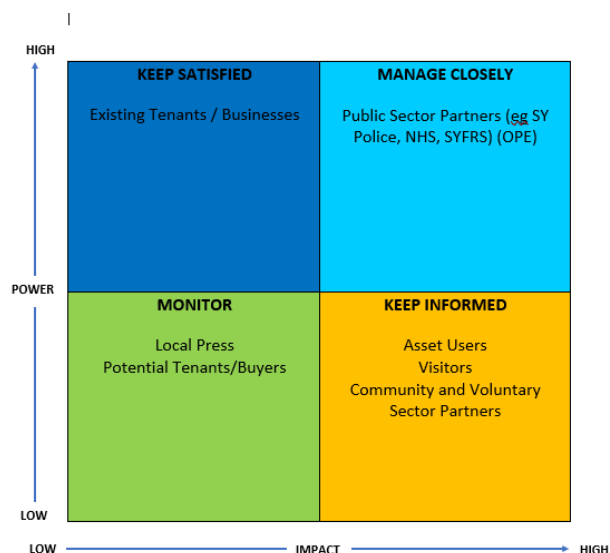 HIGH
KEEP SATISFIED
Existing Tenants / Businesses
MANAGE CLOSELY
Public Sector Partners (eg SY
Police, NHS, SYFRS) (OPE)
POWER
MONITOR
Local Press
Potential Tenants/Buyers
KEEP INFORMED
Asset Users
Visitors
Community and Voluntary
Sector Partners
LOW
LOW
IMPACT
HIGH